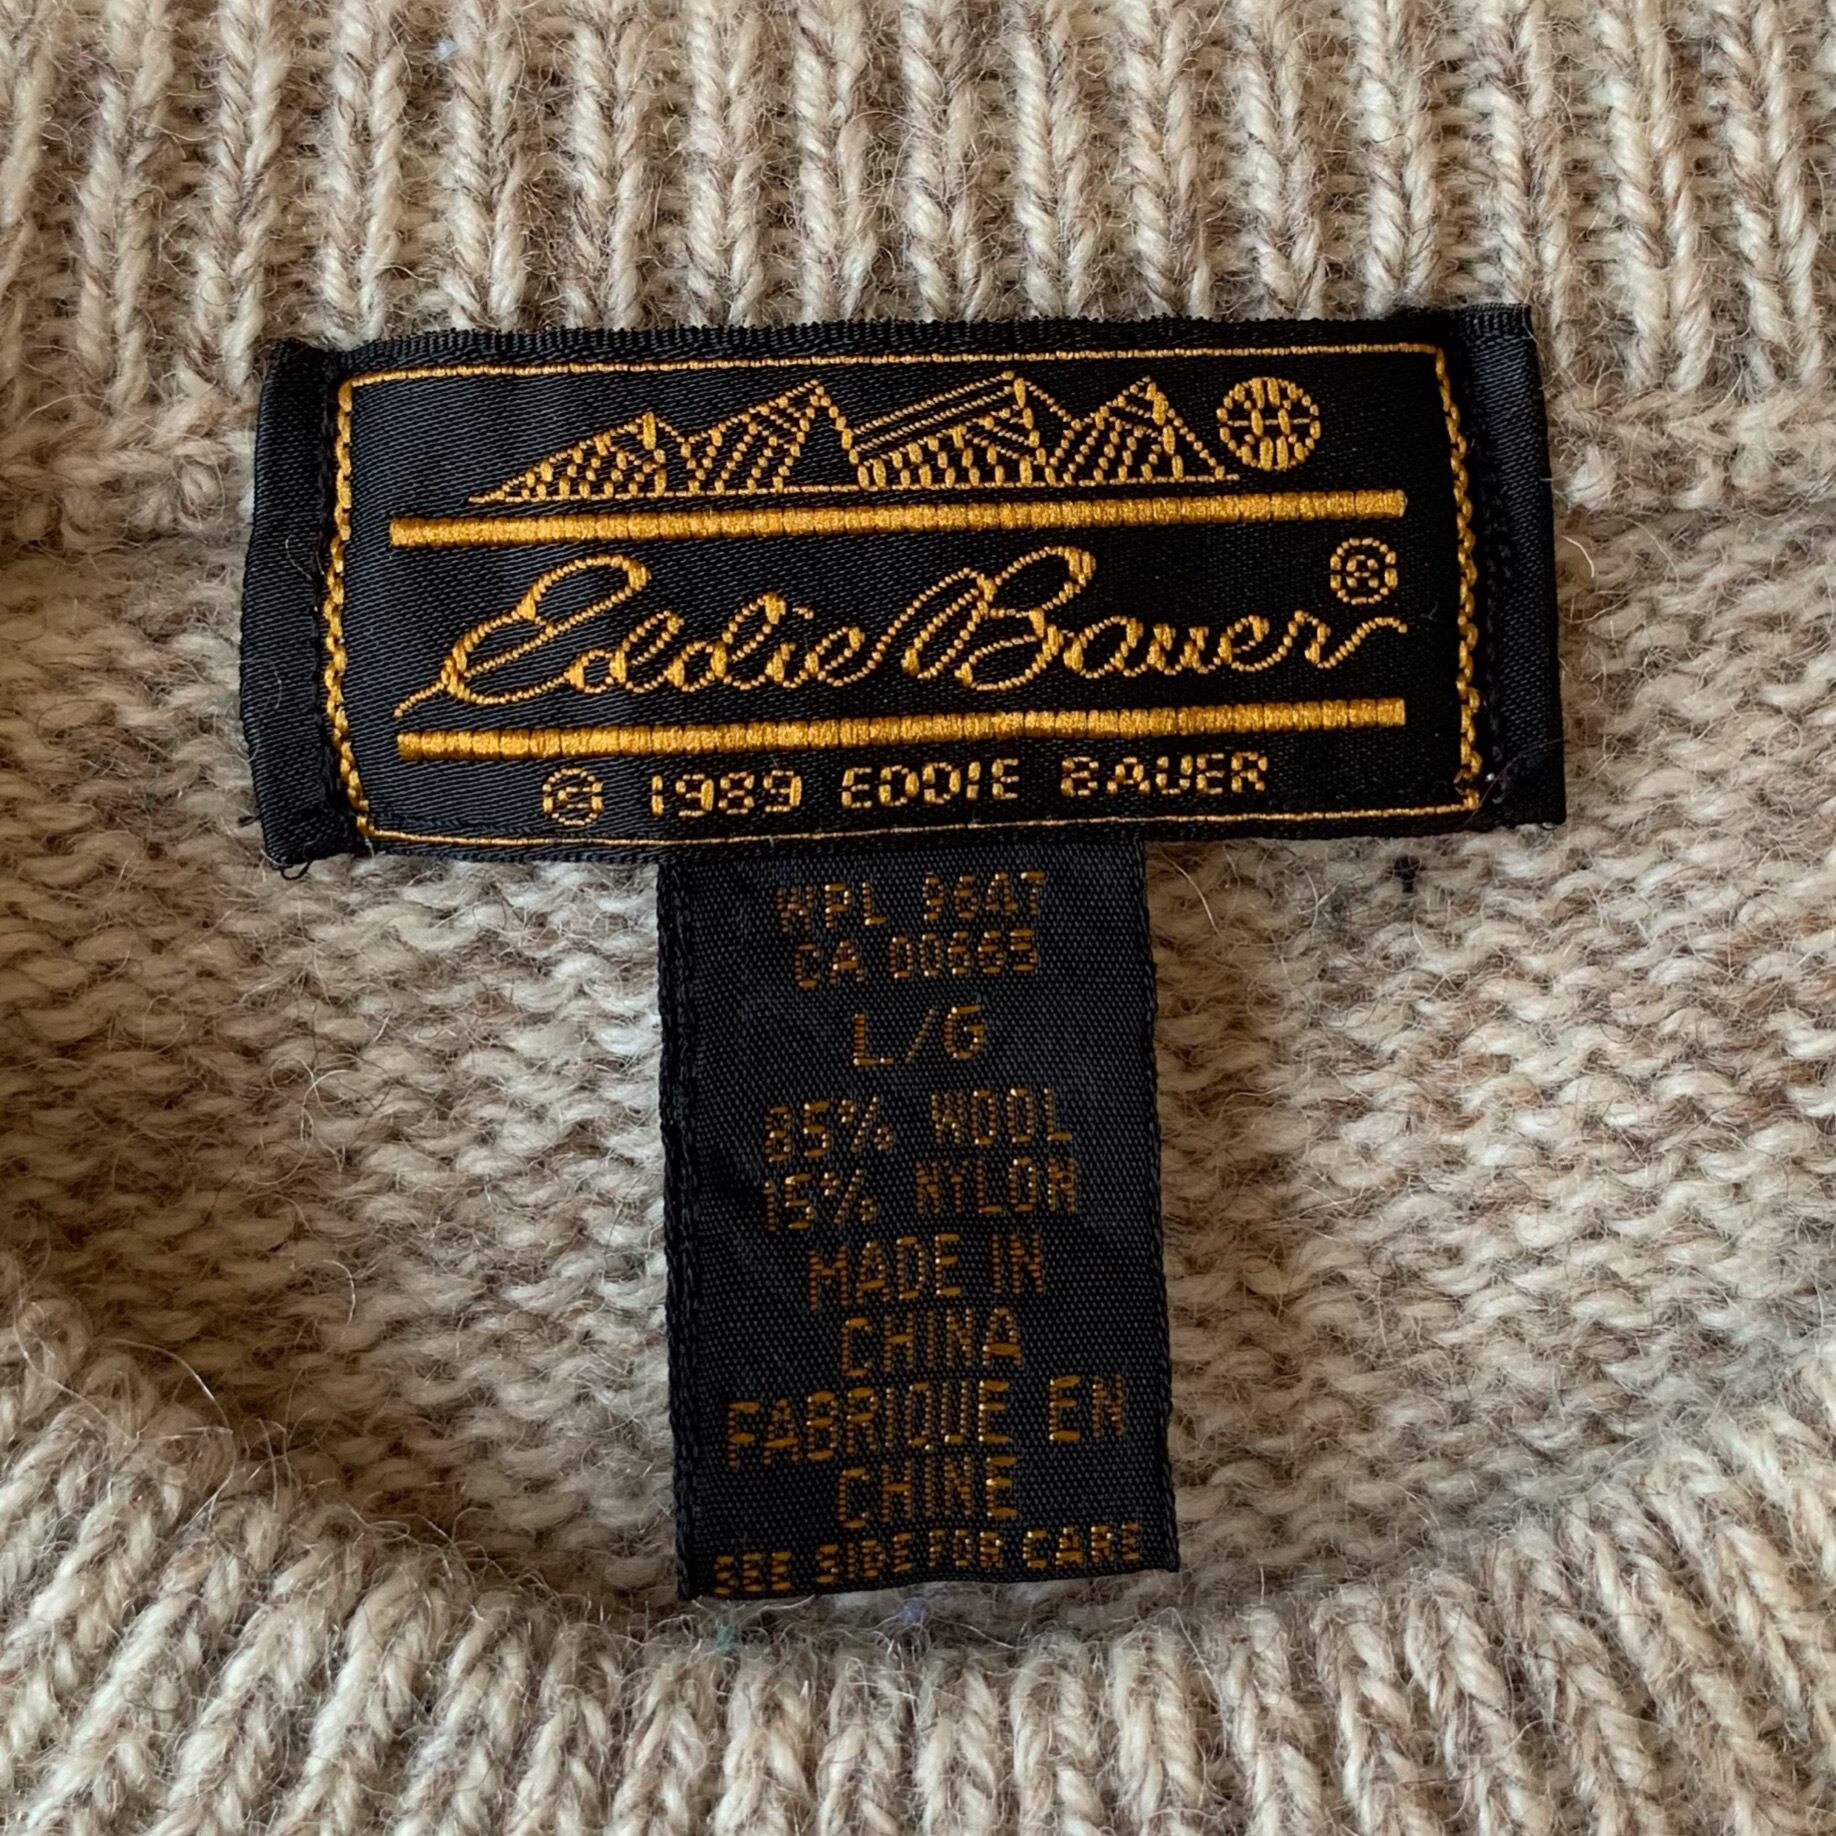 Eddie Bauer®
© 1989 EDDIE BAUER
WPL 9647
CA 00665
L/G
85% WOOL
15% NYLON
MADE IN
CHINA
FABRIQUE EN
CHINE
SEE SIDE FOR CARE